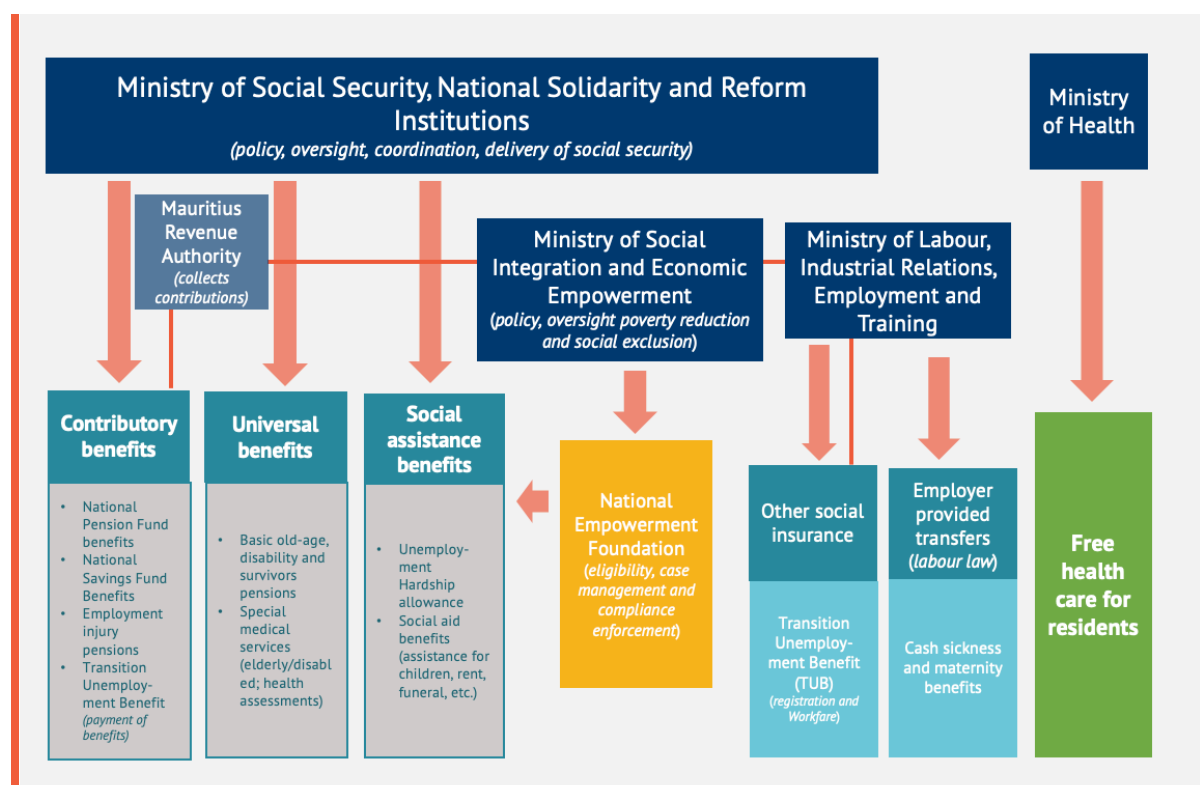 Ministry of Social Security, National Solidarity and Reform
Institutions
(policy, oversight, coordination, delivery of social security)
Ministry
of Health
Mauritius
Revenue
Authority
(collects
contributions)
Ministry of Social
Integration and Economic
Empowerment
(policy, oversight poverty reduction
and social exclusion)
Ministry of Labour,
Industrial Relations,
Employment and
Training
Contributory
benefits
• National
Pension Fund
benefits
• National
Savings Fund
Benefits
• Employment
injury
pensions
• Transition
Unemploy-
ment Benefit
(payment of
benefits)
Universal
benefits
• Basic old-age,
disability and
survivors
pensions
• Special
medical
services
(elderly/disabl
ed; health
assessments)
Social
assistance
benefits
• Unemploy-
ment
Hardship
allowance
• Social aid
benefits
(assistance for
children, rent,
funeral, etc.)
National
Empowerment
Foundation
(eligibility, case
management and
compliance
enforcement)
Other social
insurance
Transition
Unemploy-
ment Benefit
(TUB)
(registration and
Workfare)
Employer
provided
transfers
(labour law)
Cash sickness
and maternity
benefits
Free
health
care for
residents